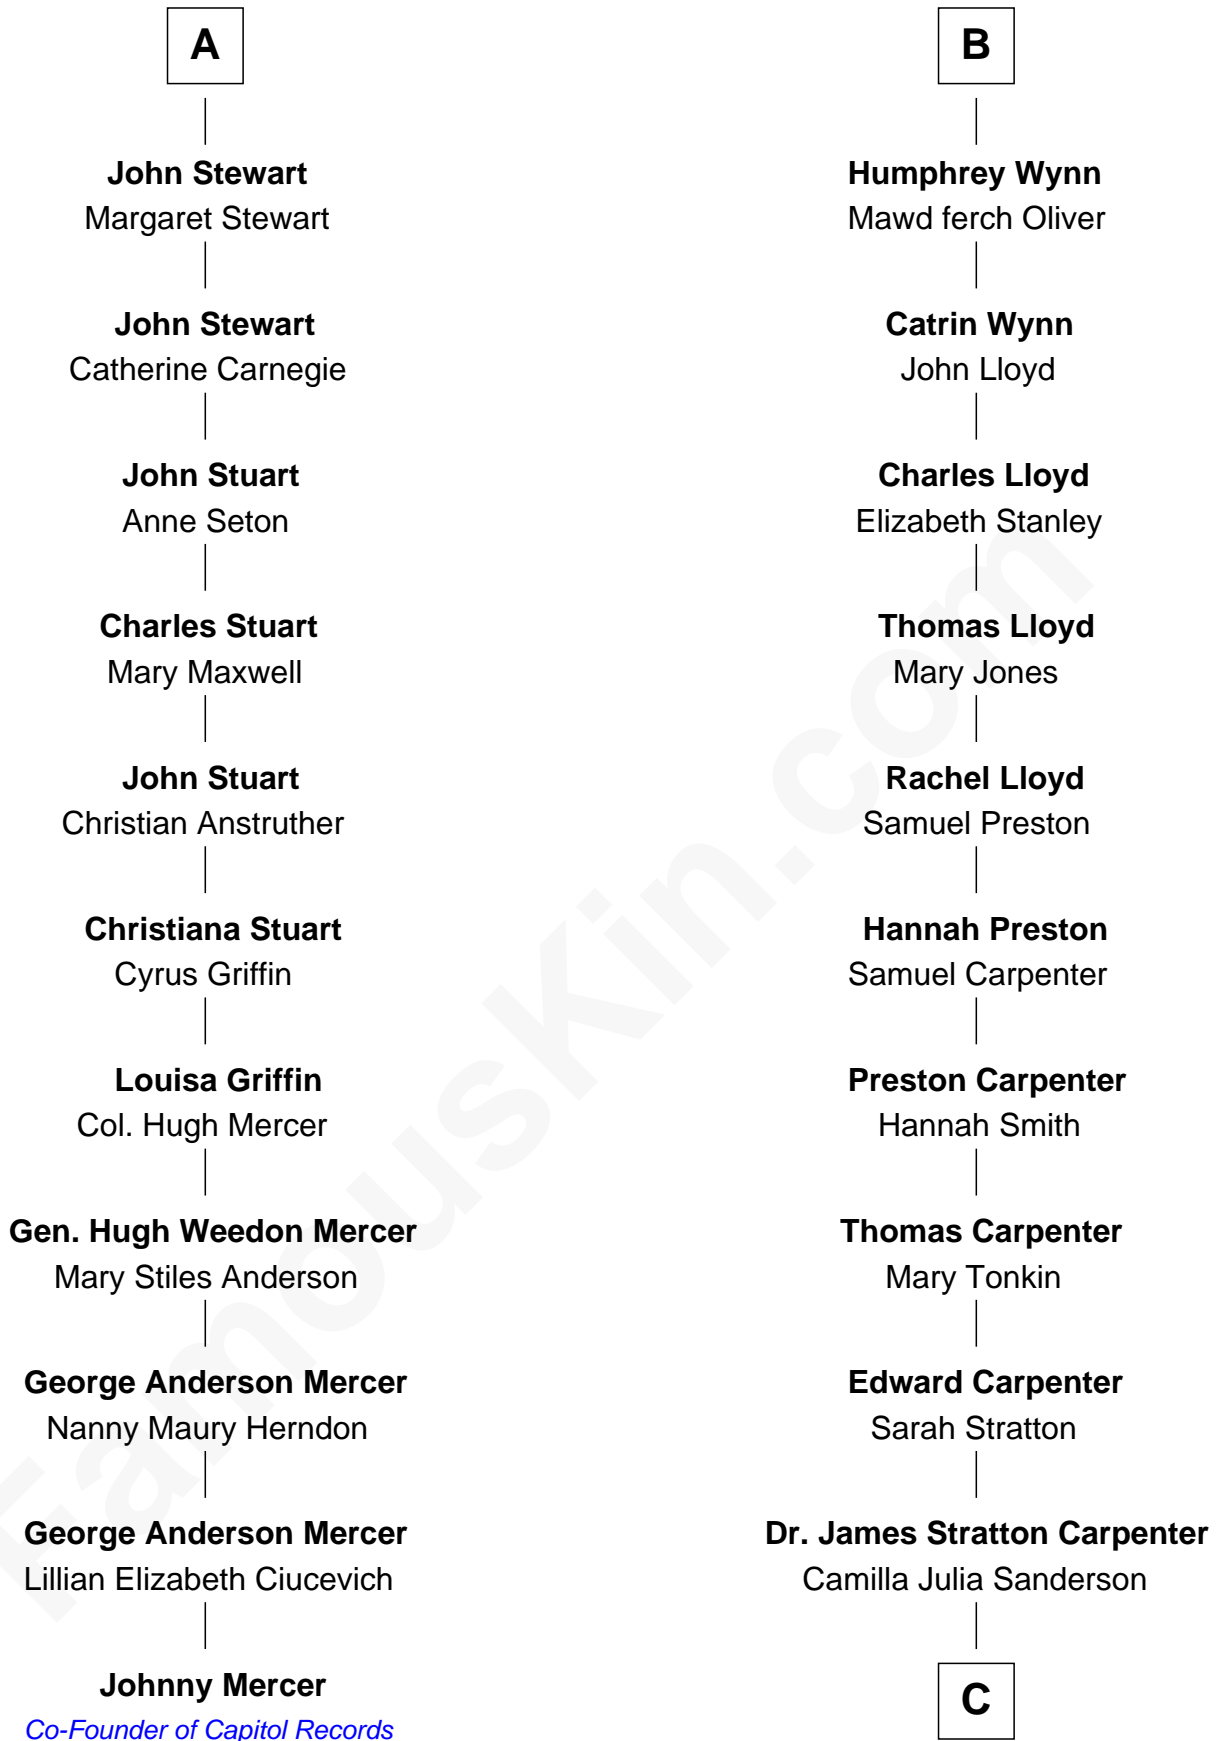 A
John Stewart
Margaret Stewart
John Stewart
Catherine Carnegie
John Stuart
Anne Seton
Charles Stuart
Mary Maxwell
John Stuart
Christian Anstruther
Christiana Stuart
Cyrus Griffin
Louisa Griffin
Col. Hugh Mercer
Gen. Hugh Weedon Mercer
Mary Stiles Anderson
George Anderson Mercer
Nanny Maury Herndon
George Anderson Mercer
Lillian Elizabeth Ciucevich
Johnny Mercer
Co-Founder of Capitol Records
B
Humphrey Wynn
Mawd ferch Oliver
Catrin Wynn
John Lloyd
Charles Lloyd
Elizabeth Stanley
Thomas Lloyd
Mary Jones
Rachel Lloyd
Samuel Preston
Hannah Preston
Samuel Carpenter
Preston Carpenter
Hannah Smith
Thomas Carpenter
Mary Tonkin
Edward Carpenter
Sarah Stratton
Dr. James Stratton Carpenter
Camilla Julia Sanderson
C
FamousKin.com